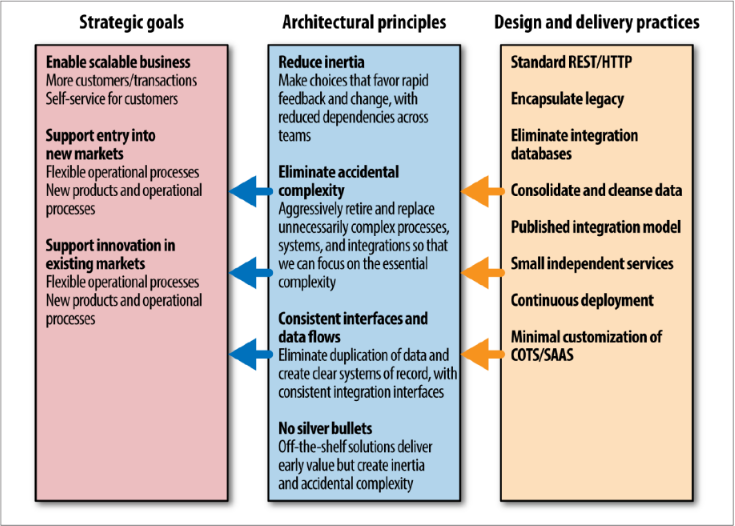 Strategic goals
Enable scalable business
More customers/transactions
Self-service for customers
Support entry into
new markets
Flexible operational processes
New products and operational
processes
Support innovation in
existing markets
Flexible operational processes
New products and operational
processes
Architectural principles
Reduce inertia
Make choices that favor rapid
feedback and change, with
reduced dependencies across
teams
Eliminate accidental
complexity
Aggressively retire and replace
unnecessarily complex processes,
systems, and integrations so that
we can focus on the essential
complexity
Consistent interfaces and
data flows
Eliminate duplication of data and
create clear systems of record, with
consistent integration interfaces
No silver bullets
Off-the-shelf solutions deliver
early value but create inertia
and accidental complexity
Design and delivery practices
Standard REST/HTTP
Encapsulate legacy
Eliminate integration
databases
Consolidate and cleanse data
Published integration model
Small independent services
Continuous deployment
Minimal customization of
COTS/SAAS